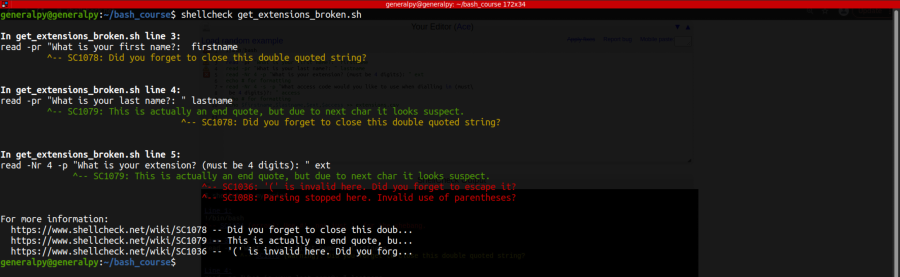 generalpy@generalpy:~/bash_course 172x34
generalpy@generalpy:~/bash_course$ shellcheck get_extensions_broken.sh
In get_extensions_broken.sh line 3:
read -pr "What is your first name?:  firstname
^-- SC1078: Did you forget to close this double quoted string?
In get_extensions_broken.sh line 4:
read -pr "What is your last name?: " lastname
^-- SC1079: This is actually an end quote, but due to next char it looks suspect.
^-- SC1078: Did you forget to close this double quoted string?
In get_extensions_broken.sh line 5:
read -Nr 4 -p "What is your extension? (must be 4 digits): " ext
^-- SC1079: This is actually an end quote, but due to next char it looks suspect.
^-- SC1036: '(' is invalid here. Did you forget to escape it?
^-- SC1088: Parsing stopped here. Invalid use of parentheses?
For more information:
https://www.shellcheck.net/wiki/SC1078 -- Did you forget to close this doub...
https://www.shellcheck.net/wiki/SC1079 -- This is actually an end quote, bu...
https://www.shellcheck.net/wiki/SC1036 -- '(' is invalid here. Did you forg...
generalpy@generalpy:~/bash_course$